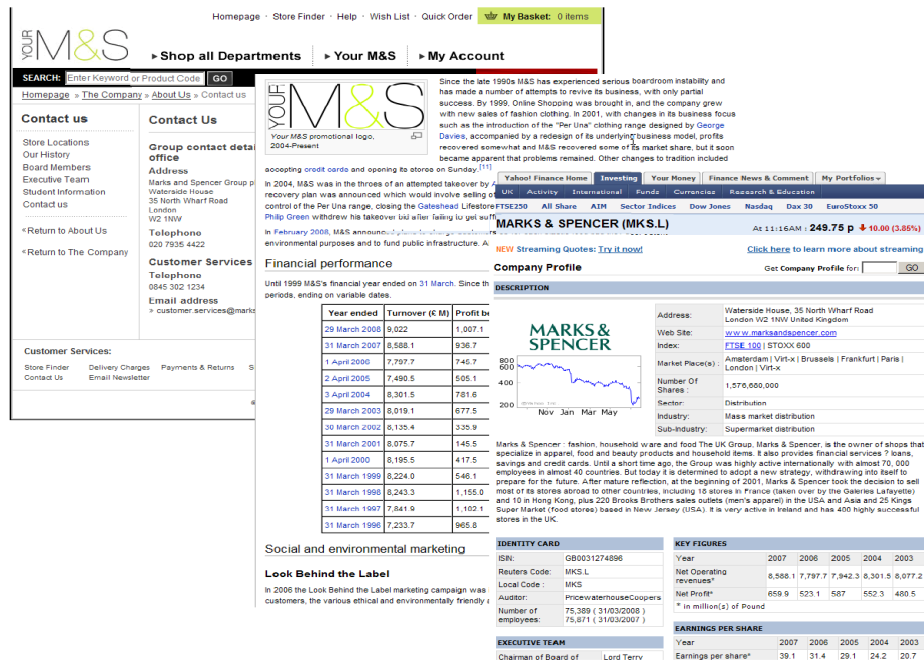 Homepage · Store Finder · Help · Wish List · Quick Order My Basket: 0 items
YOUR M&S
▸Shop all Departments ▸Your M&S ▸My Account
SEARCH: Enter Keyword or Product Code GO
Homepage » The Company » About Us » Contact us
Contact us
Store Locations
Our History
Board Members
Executive Team
Student Information
Contact us
«Return to About Us
«Return to The Company
Contact Us
Group contact detai
office
Address
Marks and Spencer Group p
Waterside House
35 North Wharf Road
London
W2 1NW
Telephone
020 7935 4422
Customer Services
Telephone
0845 302 1234
Email address
» customer.services@marks
Customer Services:
Store Finder Delivery Charges Payments & Returns S
Contact Us Email Newsletter
YOUR M&S
Your M&S promotional logo,
2004-Present
Since the late 1990s M&S has experienced serious boardroom instability and
has made a number of attempts to revive its business, with only partial
success. By 1999, Online Shopping was brought in, and the company grew
with new sales of fashion clothing. In 2001, with changes in its business focus
such as the introduction of the "Per Una" clothing range designed by George
Davies, accompanied by a redesign of its underlying business model, profits
recovered somewhat and M&S recovered some of its market share, but it soon
became apparent that problems remained. Other changes to tradition included
accepting credit cards and opening its stores on Sunday.[11]
In 2004, M&S was in the throes of an attempted takeover by A
recovery plan was announced which would involve selling o
control of the Per Una range, closing the Gateshead Lifestore
Philip Green withdrew his takeover bid after failing to get suff
In February 2008, M&S announc
environmental purposes and to fund public infrastructure. A
Financial performance
Until 1999 M&S's financial year ended on 31 March. Since th
periods, ending on variable dates.
Year ended Turnover (£ M) Profit be
29 March 2008 9,022 1,007.1
31 March 2007 8,588.1 936.7
1 April 2006 7,797.7 745.7
2 April 2005 7,490.5 505.1
3 April 2004 8,301.5 781.6
29 March 2003 8,019.1 677.5
30 March 2002 8,135.4 335.9
31 March 2001 8,075.7 145.5
1 April 2000 8,195.5 417.5
31 March 1999 8,224.0 546.1
31 March 1998 8,243.3 1,155.0
31 March 1997 7,841.9 1,102.1
31 March 1996 7,233.7 965.8
Social and environmental marketing
Look Behind the Label
In 2006 the Look Behind the Label marketing campaign was
customers, the various ethical and environmentally friendly a
Yahoo! Finance Home Investing Your Money Finance News & Comment My Portfolios
UK Activity International Funds Currencies Research & Education
FTSE250 All Share AIM Sector Indices Dow Jones Nasdaq Dax 30 EuroStoxx 50
MARKS & SPENCER (MKS.L) At 11:16AM : 249.75 p 10.00 (3.85%)
NEW Streaming Quotes: Try it now! Click here to learn more about streaming
Company Profile Get Company Profile for: GO
DESCRIPTION
MARKS &
SPENCER
800
600
400
200
Nov Jan Mar May
Address: Waterside House, 35 North Wharf Road
London W2 1NW United Kingdom
Web Site: www.marksandspencer.com
Index: FTSE 100 | STOXX 600
Market Place(s) : Amsterdam | Virt-x | Brussels | Frankfurt | Paris |
London | Virt-x
Number Of
Shares : 1,576,680,000
Sector: Distribution
Industry: Mass market distribution
Sub-Industry: Supermarket distribution
Marks & Spencer : fashion, household ware and food The UK Group, Marks & Spencer, is the owner of shops that
specialize in apparel, food and beauty products and household items. It also provides financial services ? loans,
savings and credit cards. Until a short time ago, the Group was highly active internationally with almost 70, 000
employees in almost 40 countries. But today it is determined to adopt a new strategy, withdrawing into itself to
prepare for the future. After mature reflection, at the beginning of 2001, Marks & Spencer took the decision to sell
most of its stores abroad to other countries, including 18 stores in France (taken over by the Galeries Lafayette)
and 10 in Hong Kong, plus 220 Brooks Brothers sales outlets (men's apparel) in the USA and Asia and 25 Kings
Super Market (food stores) based in New Jersey (USA). It is very active in Ireland and has 400 highly successful
stores in the UK.
IDENTITY CARD
ISIN: GB0031274896
Reuters Code: MKS.L
Local Code : MKS
Auditor: PricewaterhouseCoopers
Number of
employees: 75,389 ( 31/03/2008 )
75,871 ( 31/03/2007 )
EXECUTIVE TEAM
Chairman of Board of Lord Terry
KEY FIGURES
Year 2007 2006 2005 2004 2003
Net Operating
revenues* 8,588.1 7,797.7 7,942.3 8,301.5 8,077.2
Net Profit* 659.9 523.1 587 552.3 480.5
* in million(s) of Pound
EARNINGS PER SHARE
Year 2007 2006 2005 2004 2003
Earnings per share* 39.1 31.4 29.1 24.2 20.7